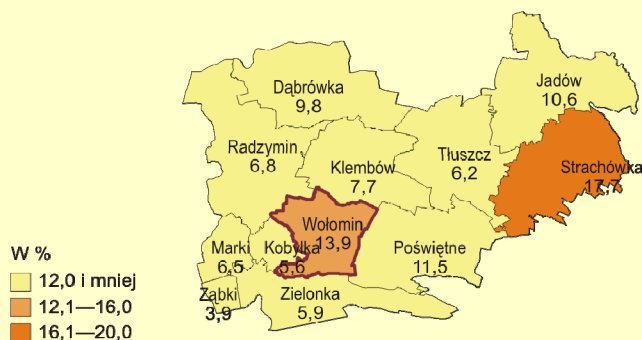 Dąbrówka
9,8
Jadów
10,6
Radzymin
6,8
Klembów
7,7
Tłuszcz
6,2
Strachówka
17,7
Wołomin
13,9
Marki
6,5
Kobyłka
5,6
Poświętne
11,5
Ząbki
3,9
Zielonka
5,9
W %
12,0 i mniej
12,1—16,0
16,1—20,0